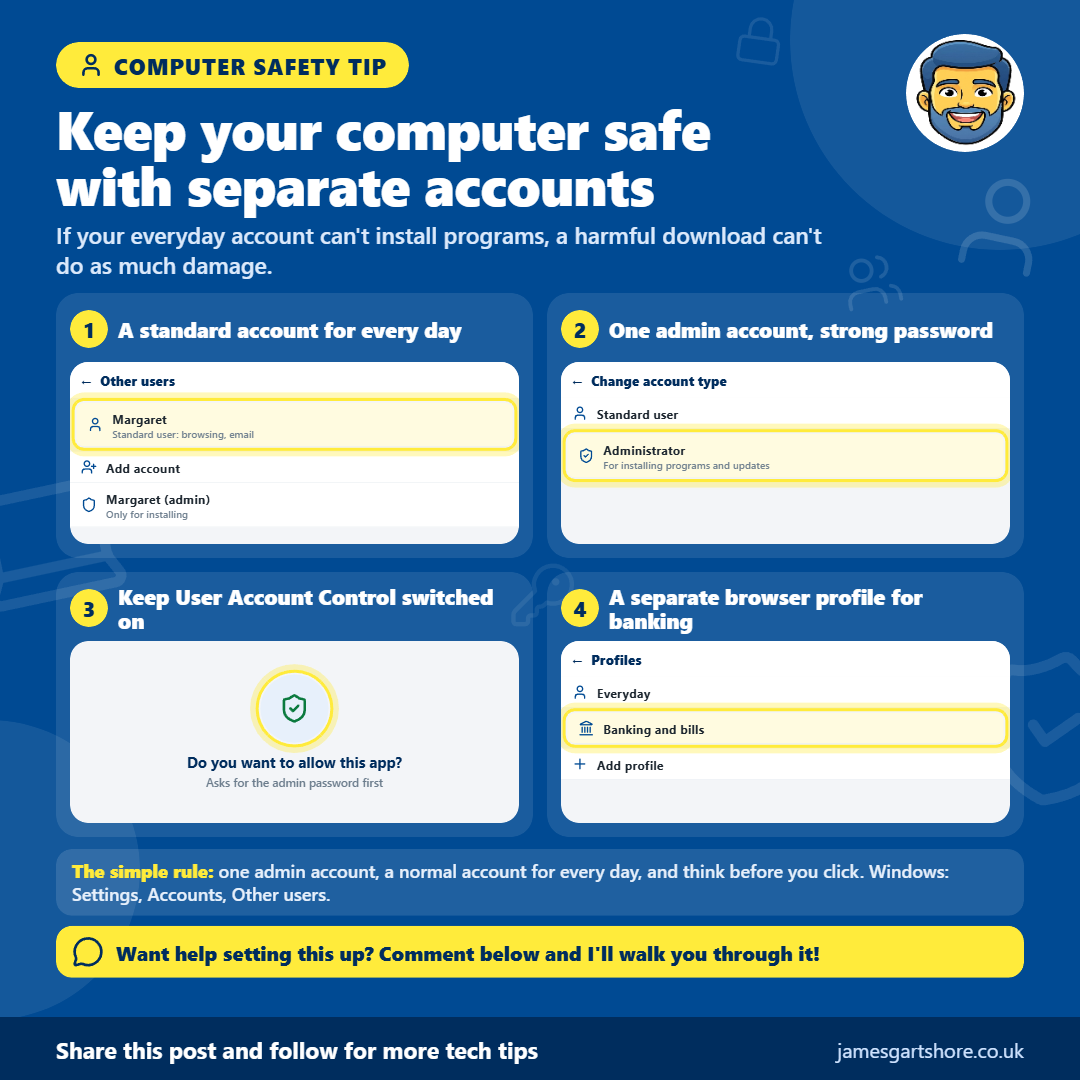 COMPUTER SAFETY TIP
Keep your computer safe
with separate accounts
If your everyday account can't install programs, a harmful download can't
do as much damage.
1
A standard account for every day
← Other users
Margaret
Standard user: browsing, email
Add account
Margaret (admin)
Only for installing
2
One admin account, strong password
← Change account type
Standard user
Administrator
For installing programs and updates
3
Keep User Account Control switched
on
Do you want to allow this app?
Asks for the admin password first
4
A separate browser profile for
banking
← Profiles
Everyday
Banking and bills
Add profile
The simple rule: one admin account, a normal account for every day, and think before you click. Windows:
Settings, Accounts, Other users.
Want help setting this up? Comment below and I'll walk you through it!
Share this post and follow for more tech tips
jamesgartshore.co.uk